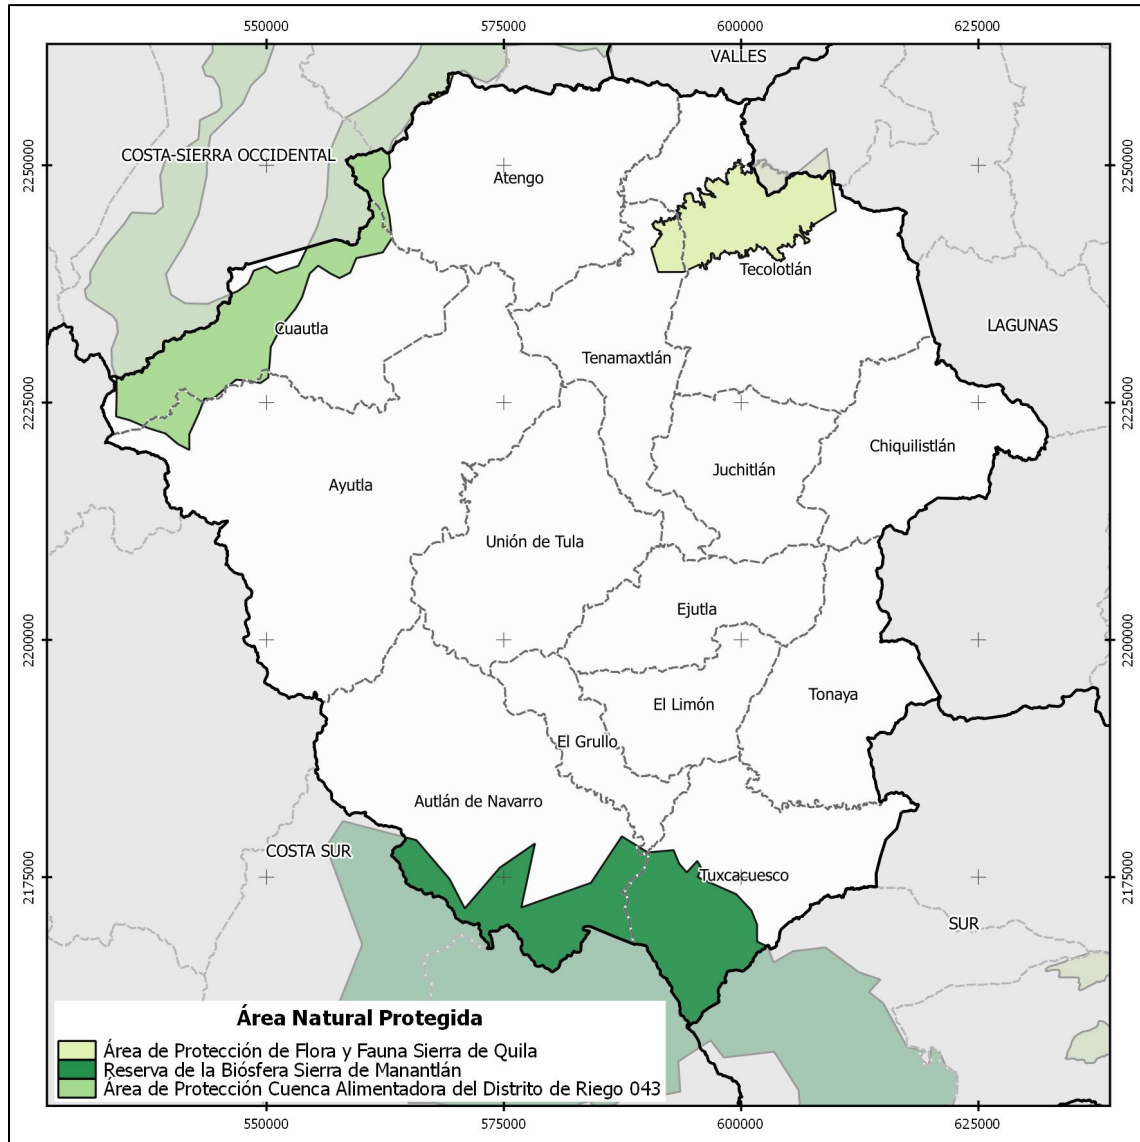 550000
575000
600000
625000
VALLES
COSTA-SIERRA OCCIDENTAL
2250000
2250000
Atengo
Tecolotlán
Cuautla
LAGUNAS
Tenamaxtlán
2225000
2225000
Chiquilistlán
Juchitlán
Ayutla
Unión de Tula
Ejutla
2200000
2200000
Tonaya
El Limón
El Grullo
Autlán de Navarro
COSTA SUR
2175000
2175000
Tuxcacuesco
SUR
Área Natural Protegida
Área de Protección de Flora y Fauna Sierra de Quila
Reserva de la Biósfera Sierra de Manantlán
Área de Protección Cuenca Alimentadora del Distrito de Riego 043
550000
575000
600000
625000